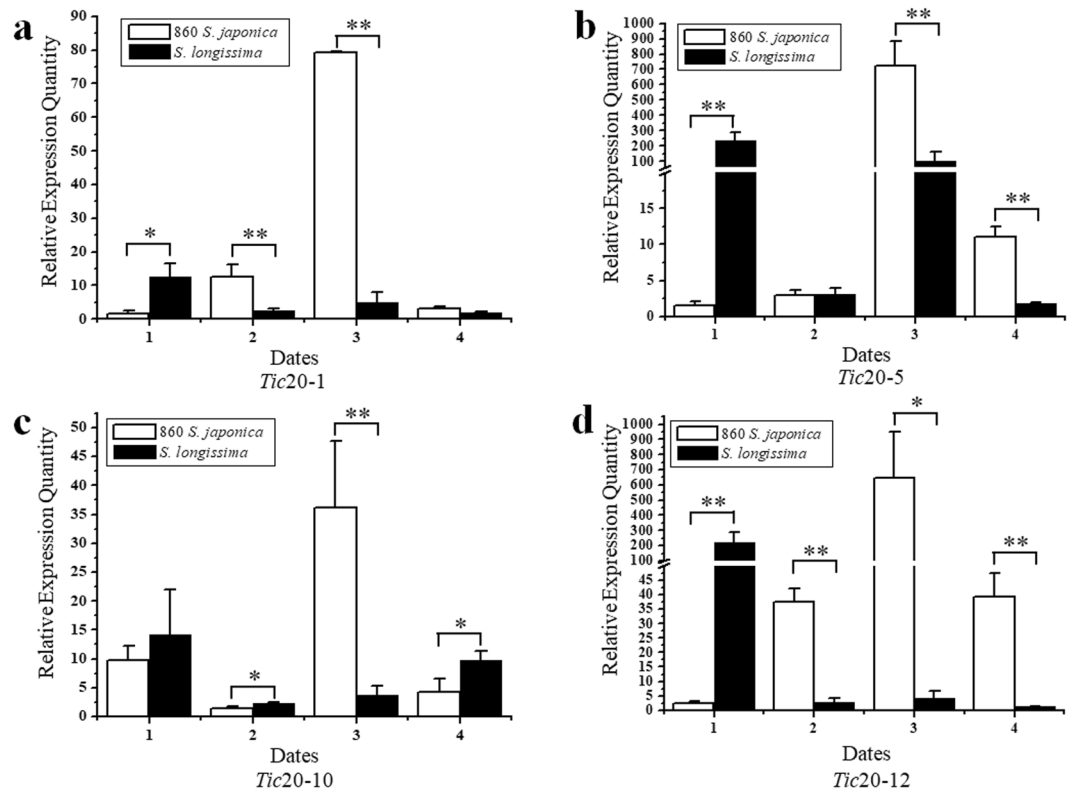 a
860 S. japonica
S. longissima
Relative Expression Quantity
90
80
70
60
50
40
30
20
10
0
*
**
**
1 2 3 4
Dates
Tic20-1
b
860 S. japonica
S. longissima
Relative Expression Quantity
1000
900
800
700
600
500
400
300
200
100
15
10
5
0
**
**
**
1 2 3 4
Dates
Tic20-5
c
860 S. japonica
S. longissima
Relative Expression Quantity
50
45
40
35
30
25
20
15
10
5
0
*
**
*
1 2 3 4
Dates
Tic20-10
d
860 S. japonica
S. longissima
Relative Expression Quantity
1000
900
800
700
600
500
400
300
200
100
45
40
35
30
25
20
15
10
5
0
**
**
*
**
1 2 3 4
Dates
Tic20-12